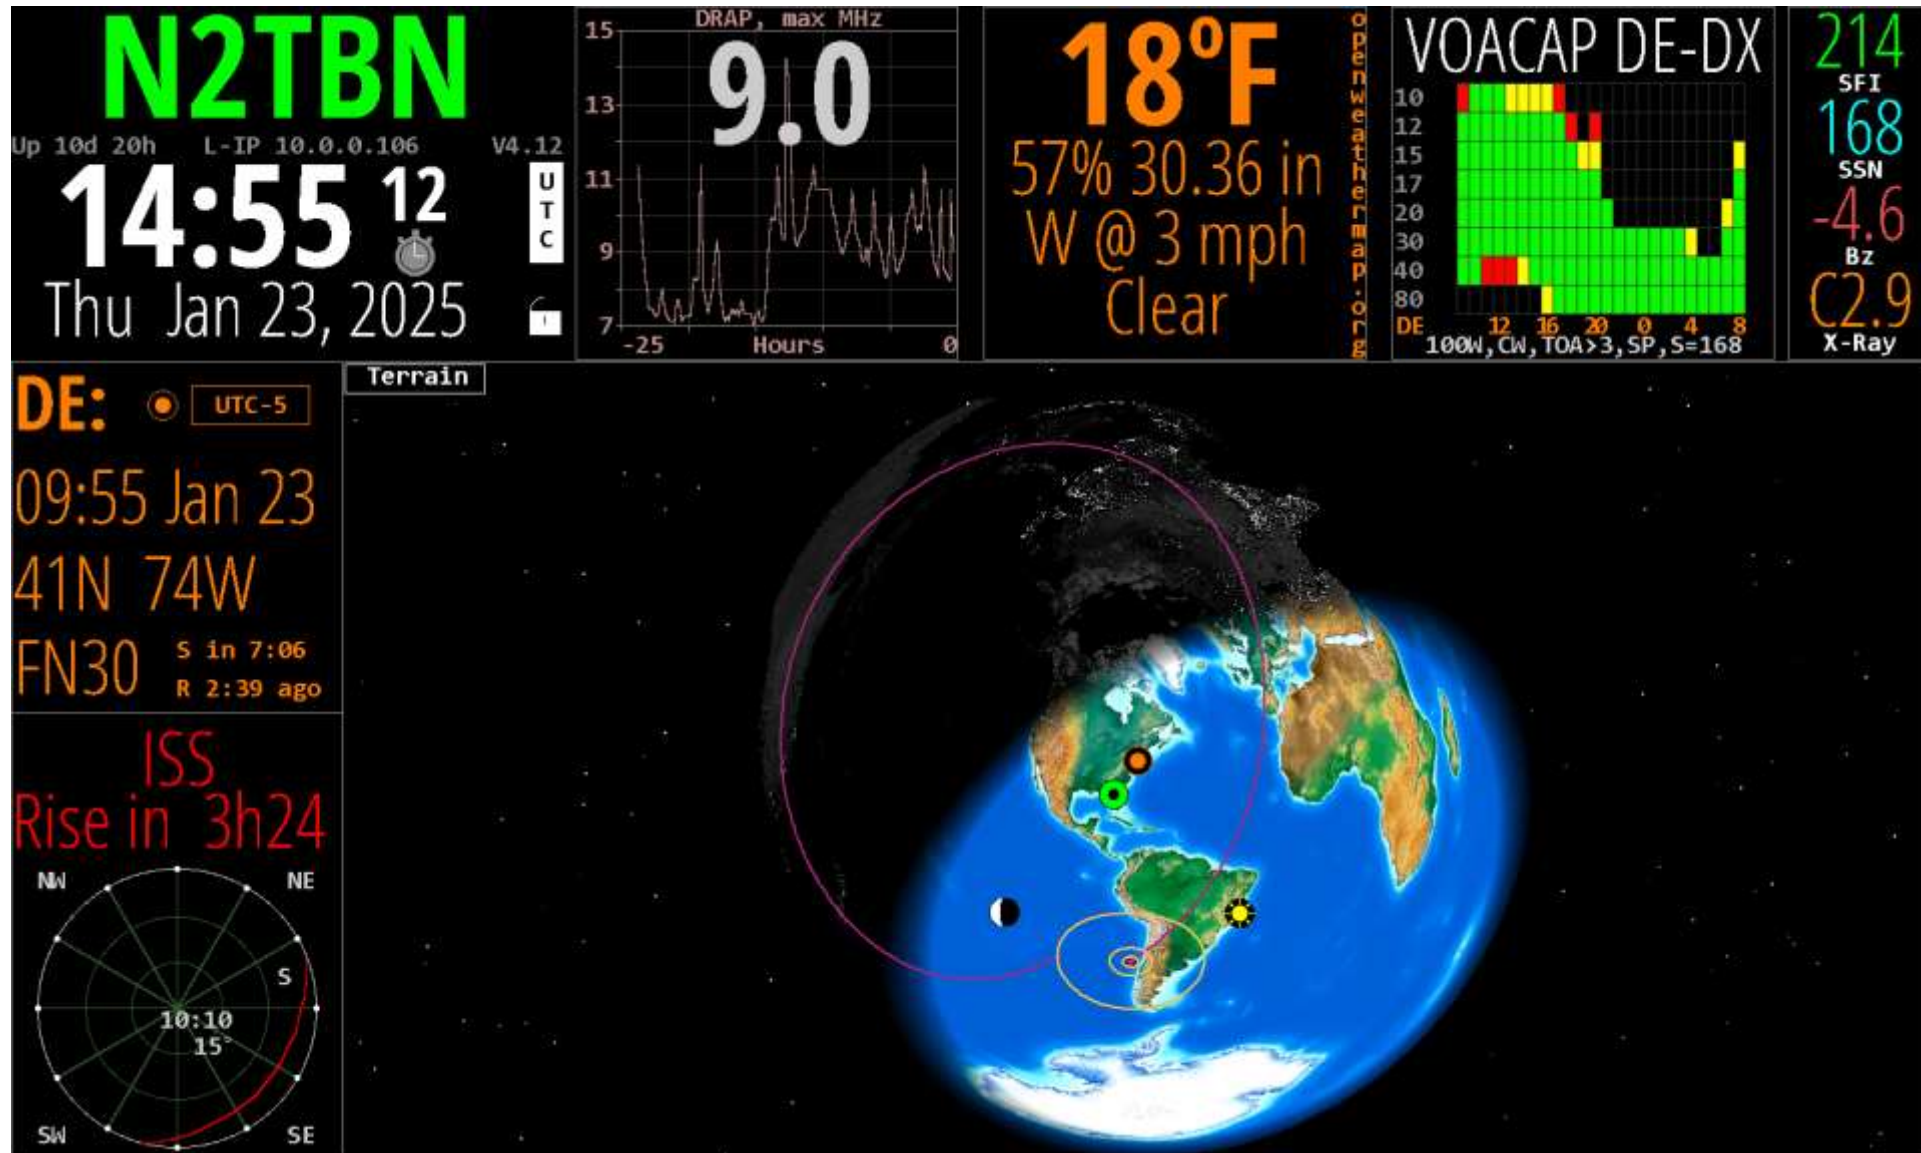 N2TBN
Up 10d 20h L-IP 10.0.0.106 V4.12
14:55 12
UTC
Thu Jan 23, 2025
DRAP, max MHz
9.0
15
13
11
9
7
-25 Hours 0
18ºF
57% 30.36 in
W @ 3 mph
Clear
openweathermap.org
VOACAP DE-DX
10
12
15
17
20
30
40
80
DE 12 16 20 0 4 8
100W,CW,TOA>3,SP,S=168
214
SFI
168
SSN
-4.6
Bz
C2.9
X-Ray
DE: UTC-5
09:55 Jan 23
41N 74W
FN30
S in 7:06
R 2:39 ago
Terrain
ISS
Rise in 3h24
NW NE
S
10:10
15°
SW SE